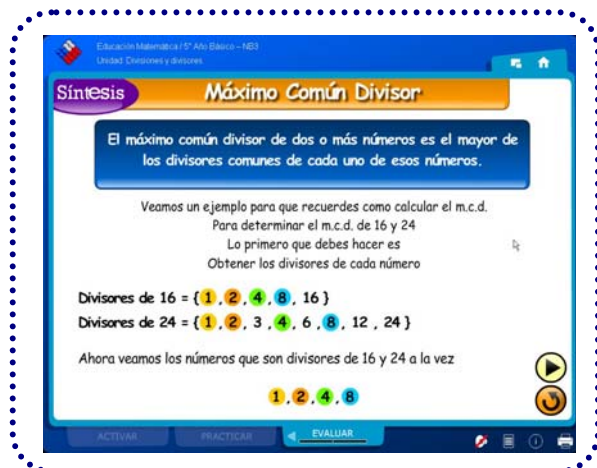 Educación Matemática / 5° Año Básico – NB3
Unidad: Divisiones y divisores
Síntesis
Máximo Común Divisor
El máximo común divisor de dos o más números es el mayor de
los divisores comunes de cada uno de esos números.
Veamos un ejemplo para que recuerdes como calcular el m.c.d.
Para determinar el m.c.d. de 16 y 24
Lo primero que debes hacer es
Obtener los divisores de cada número
Divisores de 16 = { 1 , 2 , 4 , 8 , 16 }
Divisores de 24 = { 1 , 2 , 3 , 4 , 6 , 8 , 12 , 24 }
Ahora veamos los números que son divisores de 16 y 24 a la vez
1 , 2 , 4 , 8
ACTIVAR PRACTICAR EVALUAR